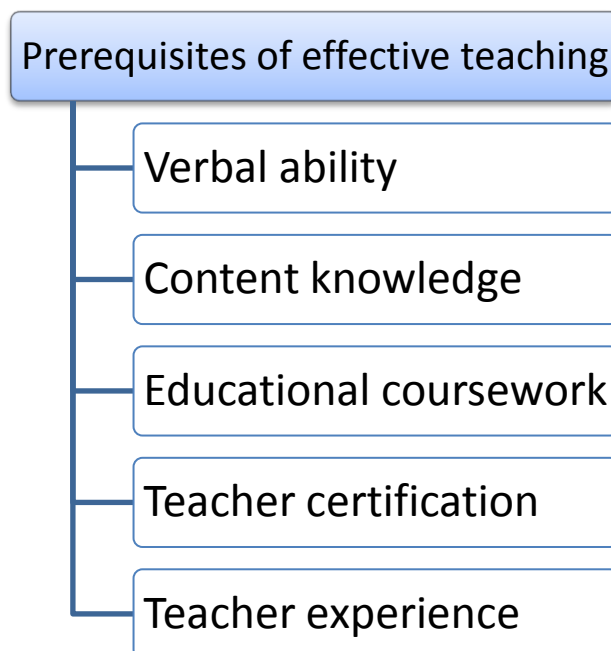 Prerequisites of effective teaching
Verbal ability
Content knowledge
Educational coursework
Teacher certification
Teacher experience